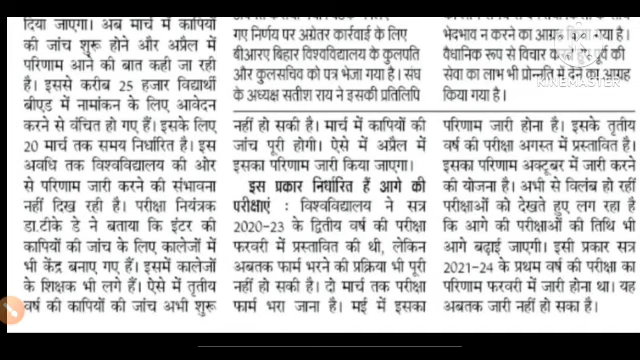 दिया जाएगा। अब मार्च में कापियों
की जांच शुरू होने और अप्रैल में
परिणाम आने की बात कही जा रही
है। इससे करीब 25 हजार विद्यार्थी
बीएड में नामांकन के लिए आवेदन
करने से वंचित हो गए हैं। इसके लिए
20 मार्च तक समय निर्धारित है। इस
अवधि तक विश्वविद्यालय की ओर
से परिणाम जारी करने की संभावना
नहीं दिख रही है। परीक्षा नियंत्रक
डा.टीके डे ने बताया कि इंटर की
कापियों की जांच के लिए कालेजों में
भी केंद्र बनाए गए हैं। इसमें कालेजों
के शिक्षक भी लगे हैं। ऐसे में तृतीय
वर्ष की कापियों की जांच अभी शुरू
गए निर्णय पर अग्रेतर कार्रवाई के लिए
बीआरए बिहार विश्वविद्यालय के कुलपति
और कुलसचिव को पत्र भेजा गया है। संघ
के अध्यक्ष सतीश राय ने इसकी प्रतिलिपि
भेदभाव न करने का आग्रह किया गया है।
वैधानिक रूप से विचार करते हुए पूर्व की
सेवा का लाभ भी प्रोन्नति में देने का आग्रह
किया गया है।
नहीं हो सकी है। मार्च में कापियों की
जांच पूरी होगी। ऐसे में अप्रैल में
इसका परिणाम जारी किया जाएगा।
इस प्रकार निर्धारित हैं आगे की
परीक्षाएं : विश्वविद्यालय ने सत्र
2020-23 के द्वितीय वर्ष की परीक्षा
फरवरी में प्रस्तावित की थी, लेकिन
अबतक फार्म भरने की प्रक्रिया भी पूरी
नहीं हो सकी है। दो मार्च तक परीक्षा
फार्म भरा जाना है। मई में इसका
परिणाम जारी होना है। इसके तृतीय
वर्ष की परीक्षा अगस्त में प्रस्तावित है।
इसका परिणाम अक्टूबर में जारी करने
की योजना है। अभी से विलंब हो रहीं
परीक्षाओं को देखते हुए लग रहा है
कि आगे की परीक्षाओं की तिथि भी
आगे बढ़ाई जाएगी। इसी प्रकार सत्र
2021-24 के प्रथम वर्ष की परीक्षा का
परिणाम फरवरी में जारी होना था। यह
अबतक जारी नहीं हो सका है।
KINEMASTER